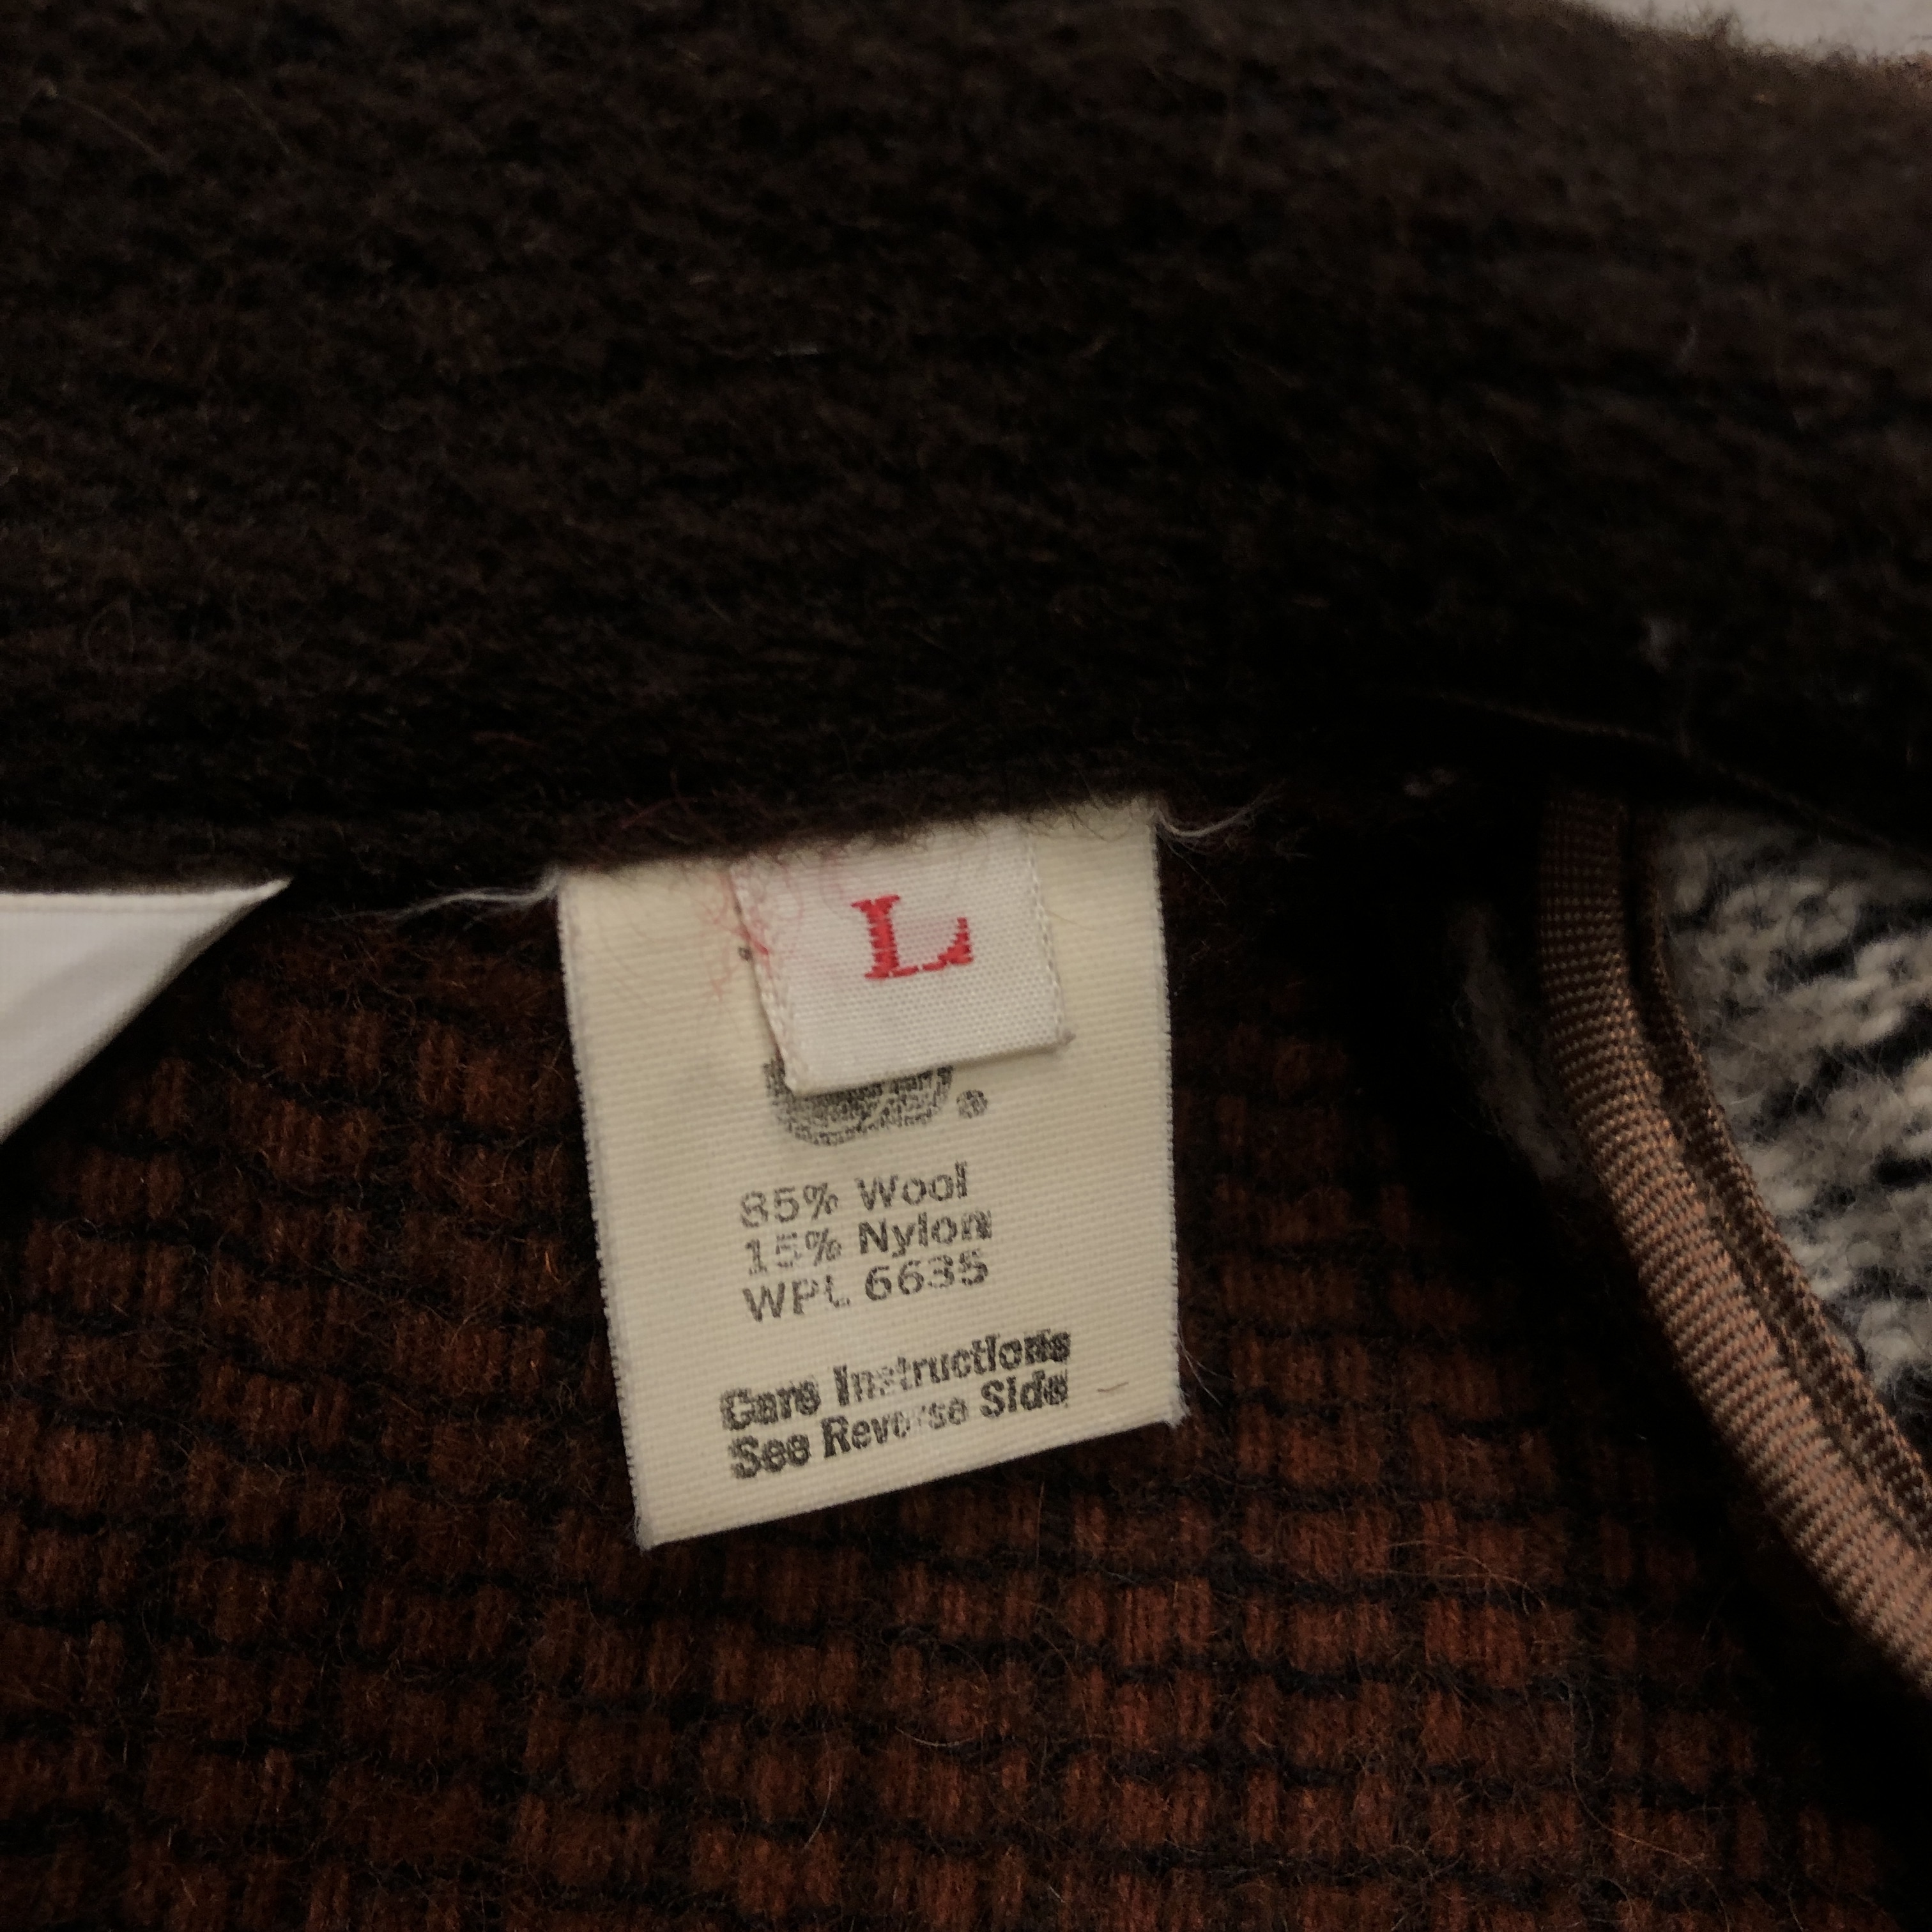 L
85% Wool
15% Nylon
WPL 6635
Care Instructions
See Reverse Side